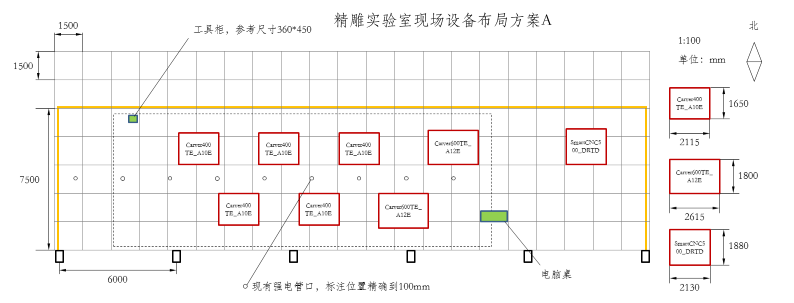 精雕实验室现场设备布局方案A
工具柜，参考尺寸360*450
北
1500
1:100
单位：mm
1500
Carver400
TE_A10E
1650
2115
Carver400
TE_A10E
Carver400
TE_A10E
Carver400
TE_A10E
Carver600TE_
A12E
SmartCNC5
00_DRTD
7500
Carver600TE_
A12E
1800
2615
Carver400
TE_A10E
Carver400
TE_A10E
Carver600TE_
A12E
SmartCNC5
00_DRTD
1880
2130
6000
电脑桌
现有强电管口，标注位置精确到100mm